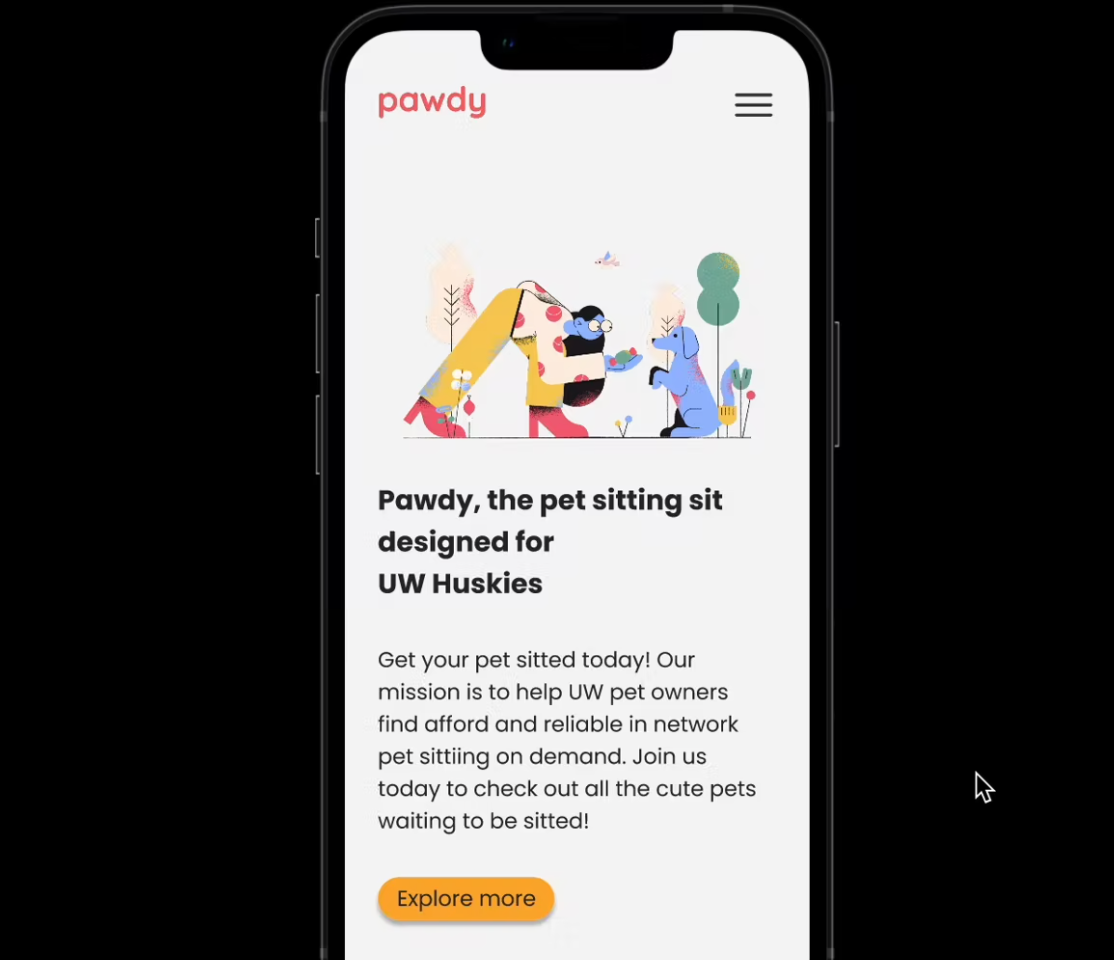 pawdy
Pawdy, the pet sitting sit
designed for
UW Huskies
Get your pet sitted today! Our
mission is to help UW pet owners
find afford and reliable in network
pet sittiing on demand. Join us
today to check out all the cute pets
waiting to be sitted!
Explore more